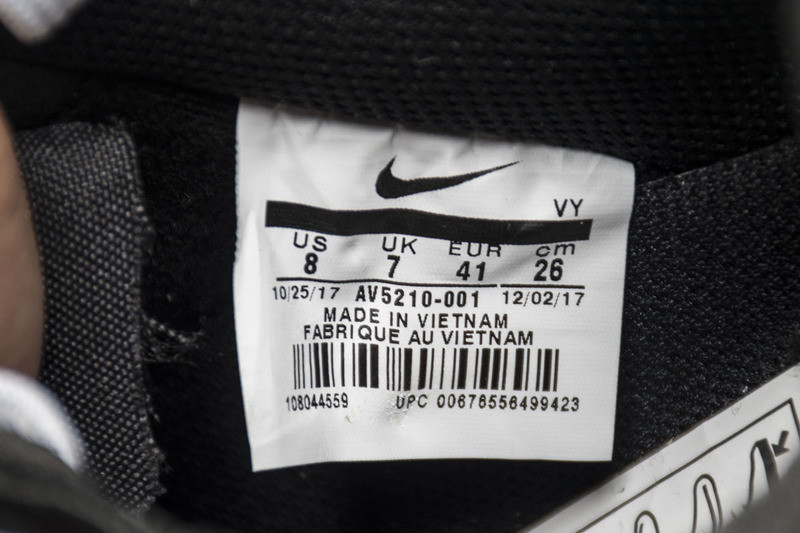 VY
US UK EUR cm
8 7 41 26
10/25/17 AV5210-001 12/02/17
MADE IN VIETNAM
FABRIQUE AU VIETNAM
108044559 UPC 00676556499423